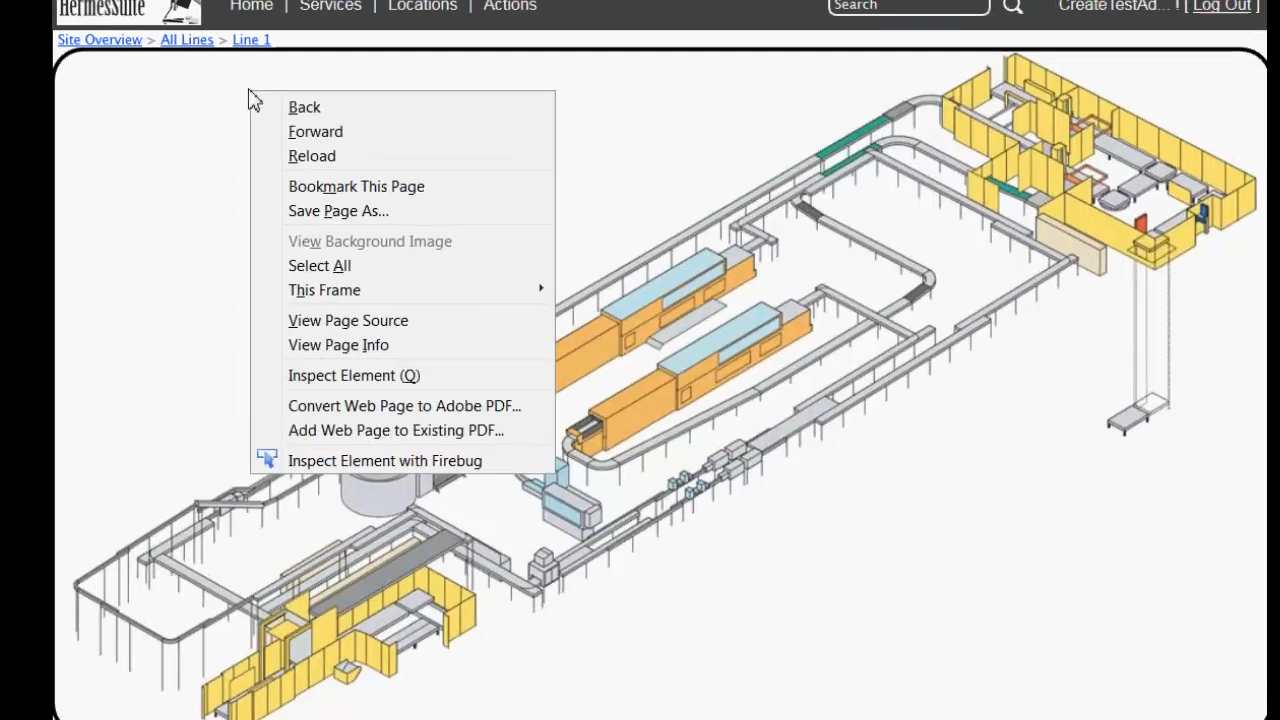 HermesSuite
Home | Services | Locations | Actions
Search
CreateTestAd... ! [ Log Out ]
Site Overview > All Lines > Line 1
Back
Forward
Reload
Bookmark This Page
Save Page As...
View Background Image
Select All
This Frame
View Page Source
View Page Info
Inspect Element (Q)
Convert Web Page to Adobe PDF...
Add Web Page to Existing PDF...
Inspect Element with Firebug